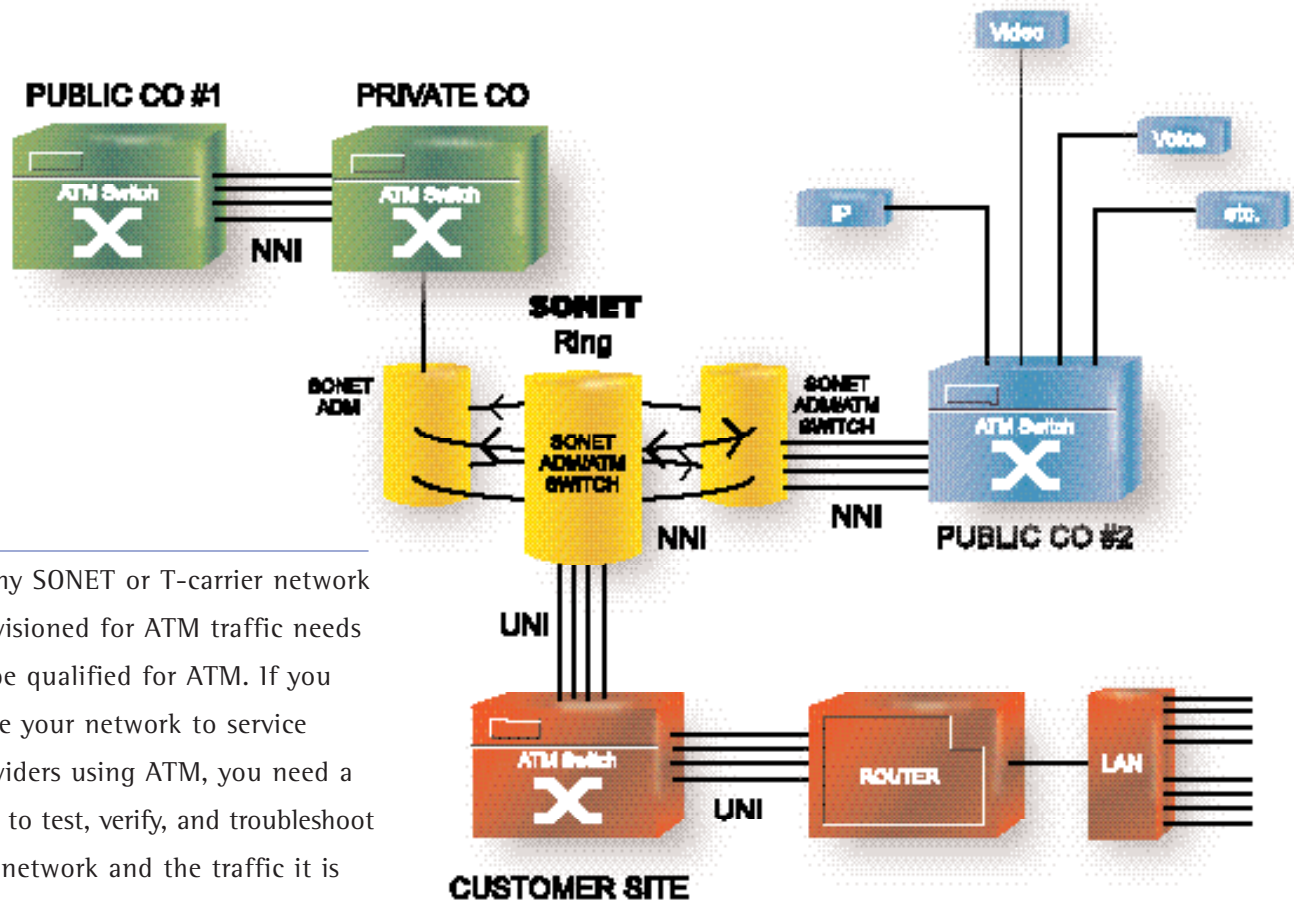 Video
PUBLIC CO #1
PRIVATE CO
Voice
ATM Switch
ATM Switch
IP
etc.
NNI
SONET
Ring
SONET
ADM
SONET
ADM/ATM
SWITCH
SONET
ADM/ATM
SWITCH
ATM Switch
NNI
NNI
PUBLIC CO #2
ny SONET or T-carrier network
visioned for ATM traffic needs
be qualified for ATM. If you
e your network to service
viders using ATM, you need a
to test, verify, and troubleshoot
network and the traffic it is
UNI
ATM Switch
ROUTER
LAN
UNI
CUSTOMER SITE